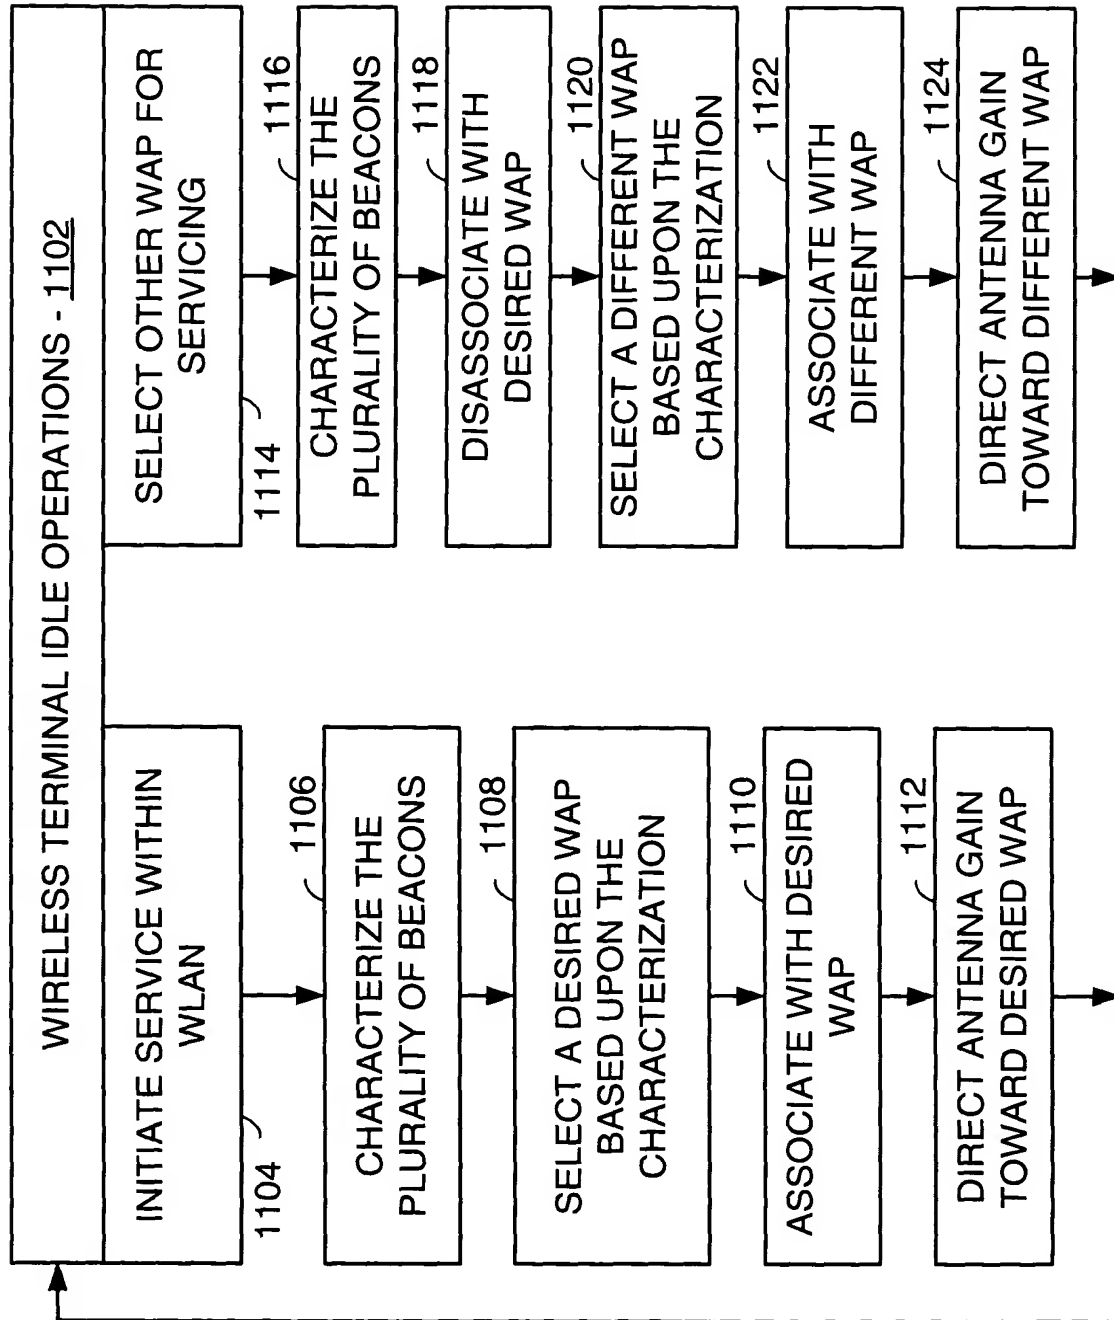 WIRELESS TERMINAL IDLE OPERATIONS - 1102
INITIATE SERVICE WITHIN
WLAN
1104
1106
CHARACTERIZE THE
PLURALITY OF BEACONS
1108
SELECT A DESIRED WAP
BASED UPON THE
CHARACTERIZATION
1110
ASSOCIATE WITH DESIRED
WAP
1112
DIRECT ANTENNA GAIN
TOWARD DESIRED WAP
SELECT OTHER WAP FOR
SERVICING
1114
1116
CHARACTERIZE THE
PLURALITY OF BEACONS
1118
DISASSOCIATE WITH
DESIRED WAP
1120
SELECT A DIFFERENT WAP
BASED UPON THE
CHARACTERIZATION
1122
ASSOCIATE WITH
DIFFERENT WAP
1124
DIRECT ANTENNA GAIN
TOWARD DIFFERENT WAP